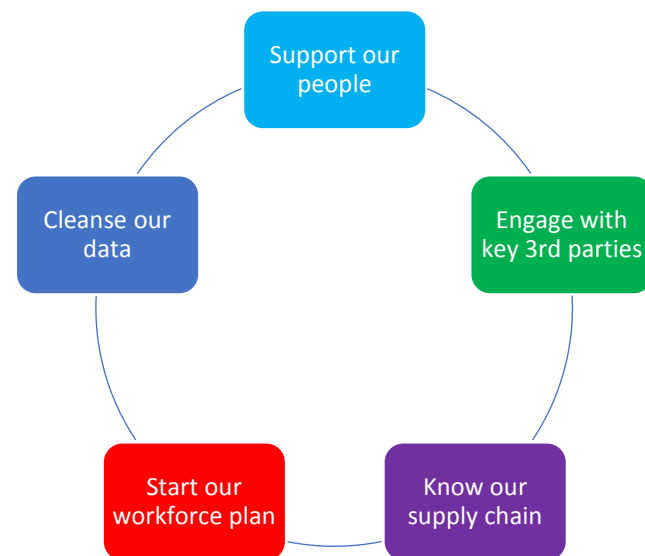 Support our
people
Engage with
key 3rd parties
Know our
supply chain
Start our
workforce plan
Cleanse our
data